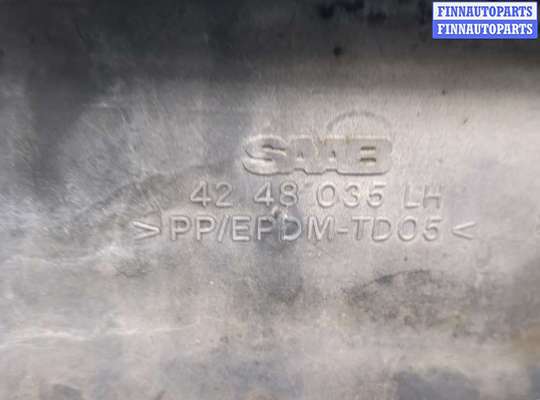 FINNAUTOPARTS
FINNAUTOPARTS
SAAB
42 48 035 LH
>PP/EPDM-TD05<